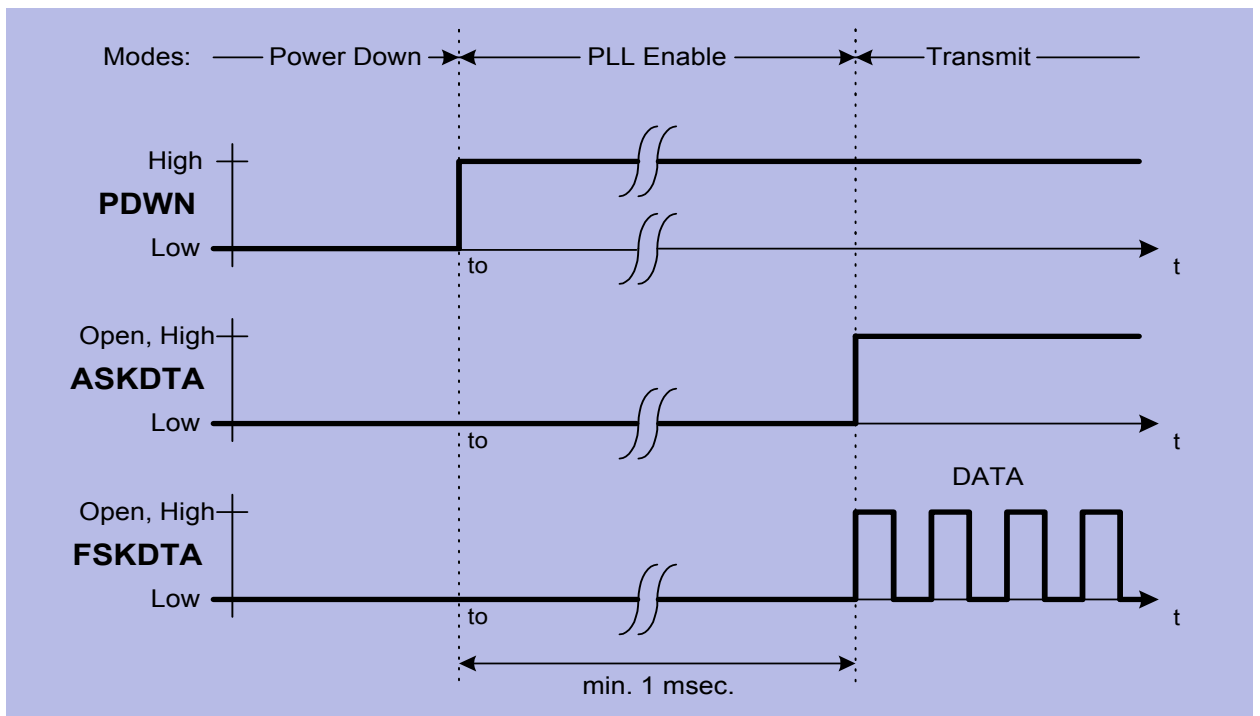 Modes: Power Down PLL Enable Transmit
High
PDWN
Low
to
t
Open, High
ASKDTA
Low
to
t
DATA
Open, High
FSKDTA
Low
to
t
min. 1 msec.